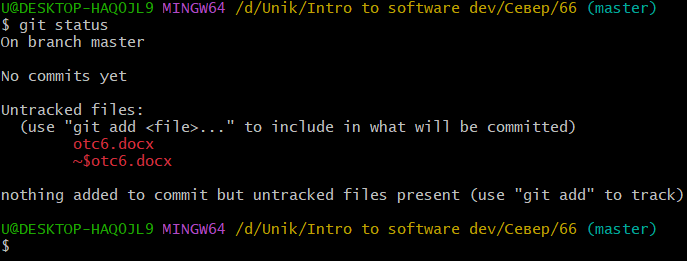 U@DESKTOP-HAQOJL9 MINGW64 /d/Unik/Intro to software dev/Север/66 (master)
$ git status
On branch master
No commits yet
Untracked files:
(use "git add <file>..." to include in what will be committed)
otc6.docx
~$otc6.docx
nothing added to commit but untracked files present (use "git add" to track)
U@DESKTOP-HAQOJL9 MINGW64 /d/Unik/Intro to software dev/Север/66 (master)
$